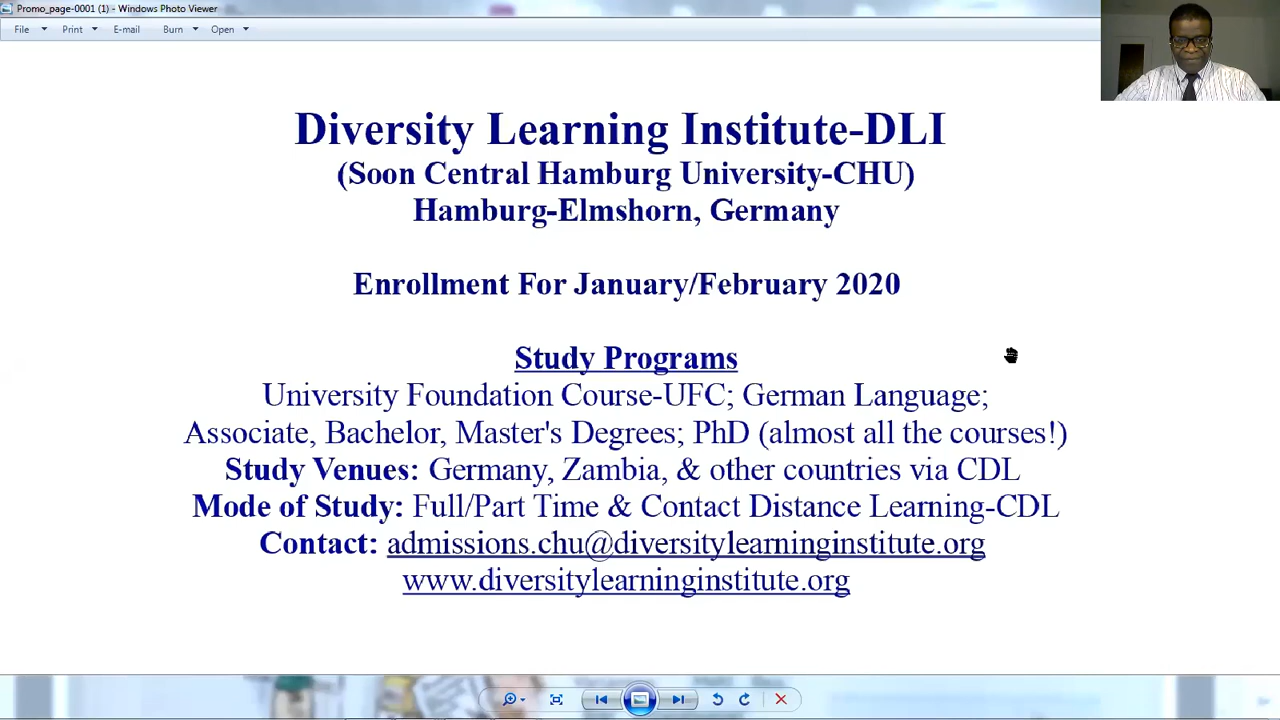 Promo_page-0001 (1) - Windows Photo Viewer
File Print E-mail Burn Open
Diversity Learning Institute-DLI
(Soon Central Hamburg University-CHU)
Hamburg-Elmshorn, Germany
Enrollment For January/February 2020
Study Programs
University Foundation Course-UFC; German Language;
Associate, Bachelor, Master's Degrees; PhD (almost all the courses!)
Study Venues: Germany, Zambia, & other countries via CDL
Mode of Study: Full/Part Time & Contact Distance Learning-CDL
Contact: admissions.chu@diversitylearninginstitute.org
www.diversitylearninginstitute.org